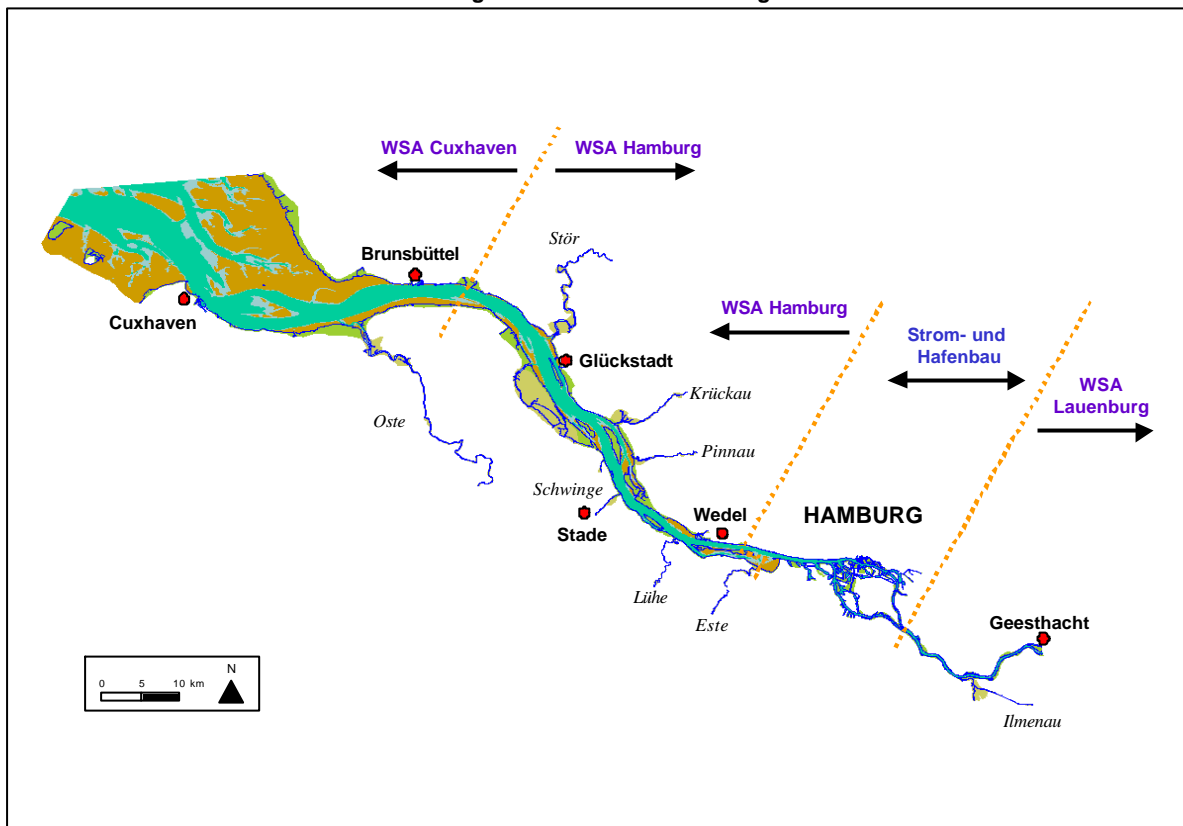 WSA Cuxhaven
WSA Hamburg
Stör
Brunsbüttel
Cuxhaven
WSA Hamburg
Strom- und
Hafenbau
Glückstadt
WSA
Lauenburg
Krückau
Oste
Pinnau
Schwinge
Stade
Wedel
HAMBURG
Lühe
Este
Geesthacht
N
0 5 10 km
Ilmenau